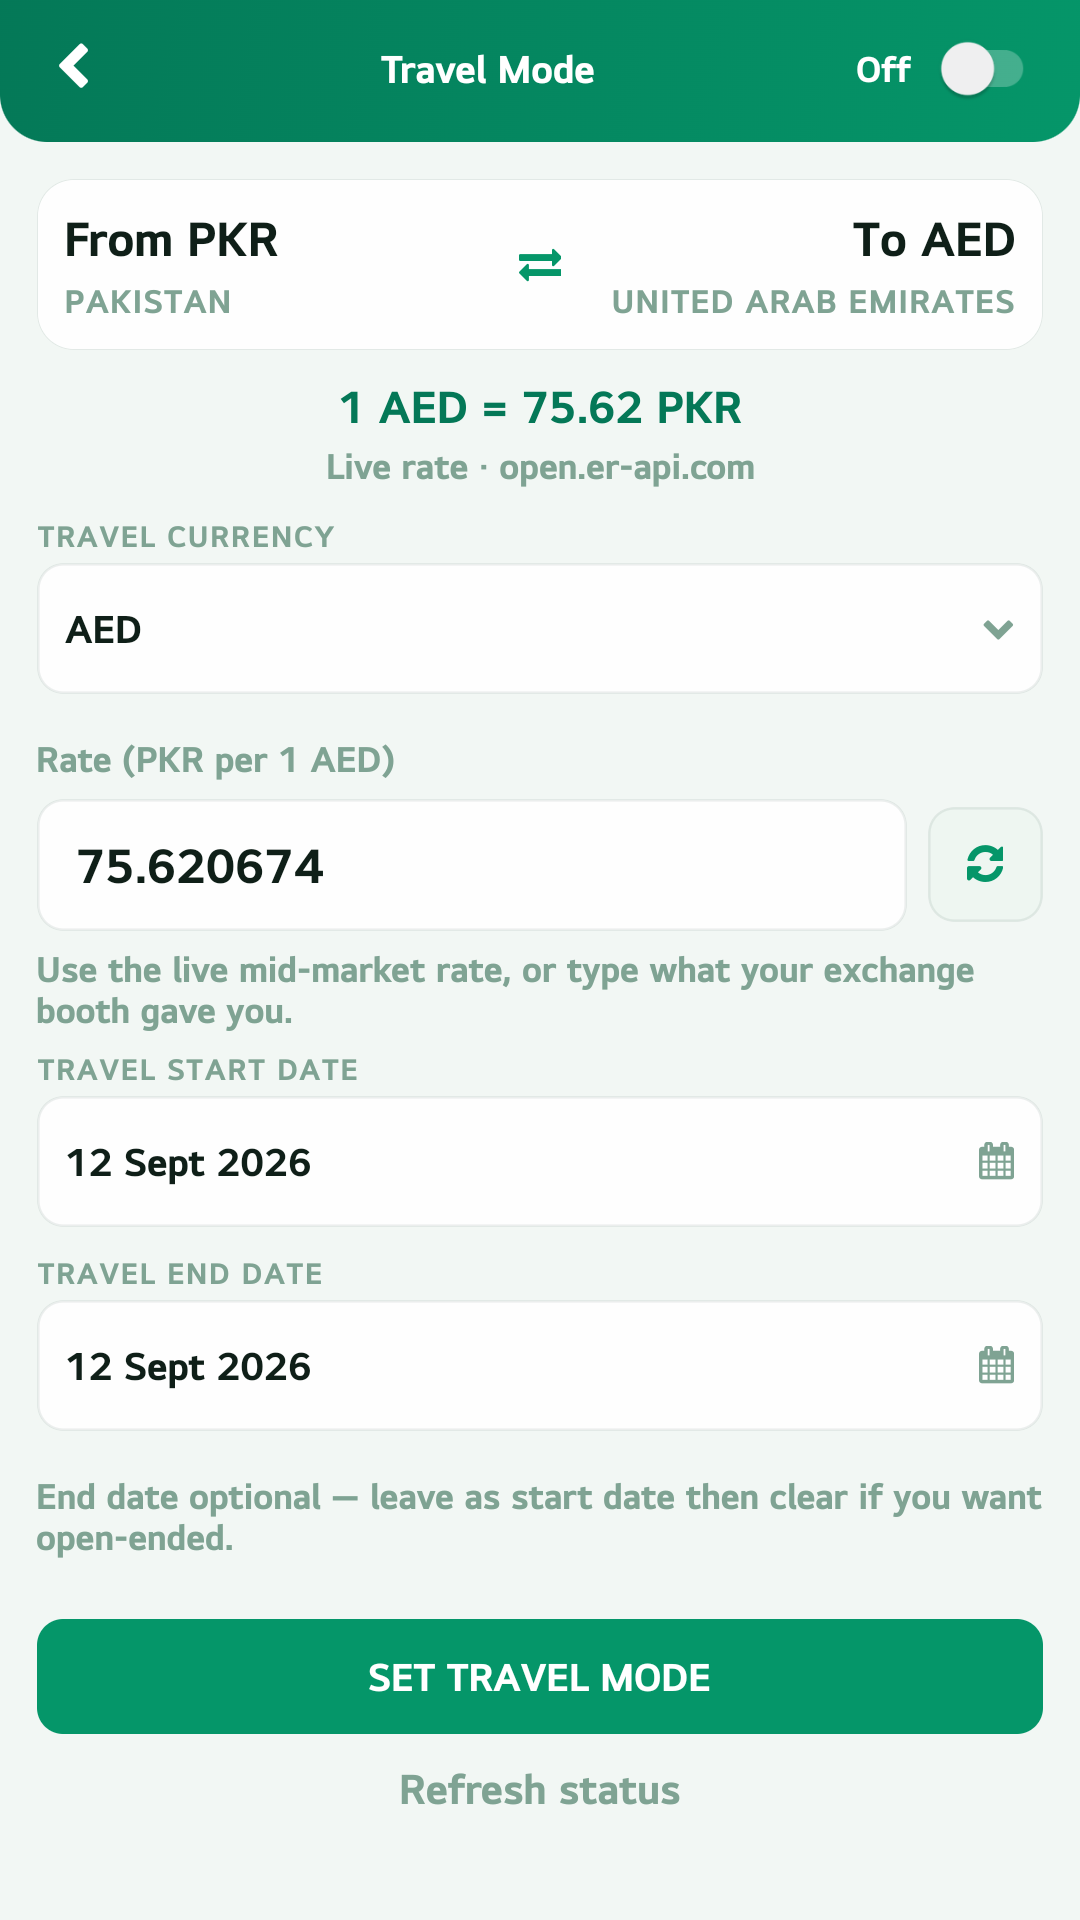 Travel Mode
Off
From PKR
To AED
PAKISTAN
UNITED ARAB EMIRATES
1 AED = 75.62 PKR
Live rate · open.er-api.com
TRAVEL CURRENCY
AED
Rate (PKR per 1 AED)
75.620674
Use the live mid-market rate, or type what your exchange
booth gave you.
TRAVEL START DATE
12 Sept 2026
TRAVEL END DATE
12 Sept 2026
End date optional — leave as start date then clear if you want
open-ended.
SET TRAVEL MODE
Refresh status